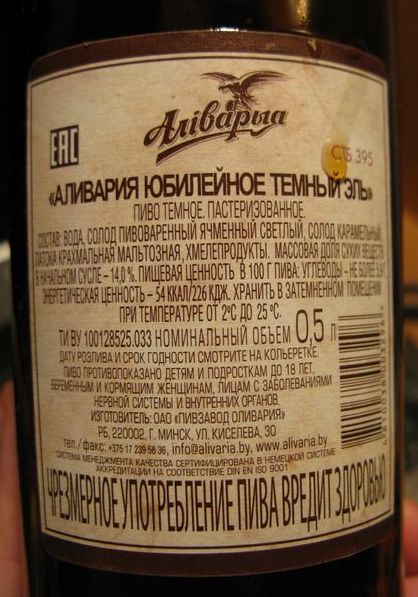 Аліварыя
ЕАС
СТБ 395
«АЛИВАРИЯ ЮБИЛЕЙНОЕ ТЕМНЫЙ ЭЛЬ»
ПИВО ТЕМНОЕ. ПАСТЕРИЗОВАННОЕ.
СОСТАВ: ВОДА, СОЛОД ПИВОВАРЕННЫЙ ЯЧМЕННЫЙ СВЕТЛЫЙ, СОЛОД КАРАМЕЛЬНЫЙ,
ПАТОКА КРАХМАЛЬНАЯ МАЛЬТОЗНАЯ, ХМЕЛЕПРОДУКТЫ. МАССОВАЯ ДОЛЯ СУХИХ ВЕЩЕСТВ
В НАЧАЛЬНОМ СУСЛЕ – 14,0 %. ПИЩЕВАЯ ЦЕННОСТЬ В 100 Г ПИВА: УГЛЕВОДЫ - НЕ БОЛЕЕ
ЭНЕРГЕТИЧЕСКАЯ ЦЕННОСТЬ – 54 ККАЛ/226 КДЖ. ХРАНИТЬ В ЗАТЕМНЕННОМ ПОМЕЩЕНИИ
ПРИ ТЕМПЕРАТУРЕ ОТ 2°С ДО 25 °С.
ТИ BY 100128525.033 НОМИНАЛЬНЫЙ ОБЪЕМ 0,5 Л
ДАТУ РОЗЛИВА И СРОК ГОДНОСТИ СМОТРИТЕ НА КОЛЬЕРЕТКЕ.
ПИВО ПРОТИВОПОКАЗАНО ДЕТЯМ И ПОДРОСТКАМ ДО 18 ЛЕТ,
БЕРЕМЕННЫМ И КОРМЯЩИМ ЖЕНЩИНАМ, ЛИЦАМ С ЗАБОЛЕВАНИЯМИ
НЕРВНОЙ СИСТЕМЫ И ВНУТРЕННИХ ОРГАНОВ.
ИЗГОТОВИТЕЛЬ: ОАО «ПИВЗАВОД ОЛИВАРИЯ»
РБ, 220002, Г. МИНСК, УЛ. КИСЕЛЕВА, 30
тел./факс: +375 17 239 58 36, info@alivaria.by, www.alivaria.by
СИСТЕМА МЕНЕДЖМЕНТА КАЧЕСТВА СЕРТИФИЦИРОВАНА В НЕМЕЦКОЙ СИСТЕМЕ
АККРЕДИТАЦИИ НА СООТВЕТСТВИЕ DIN EN ISO 9001
ЧРЕЗМЕРНОЕ УПОТРЕБЛЕНИЕ ПИВА ВРЕДИТ ЗДОРОВЬЮ